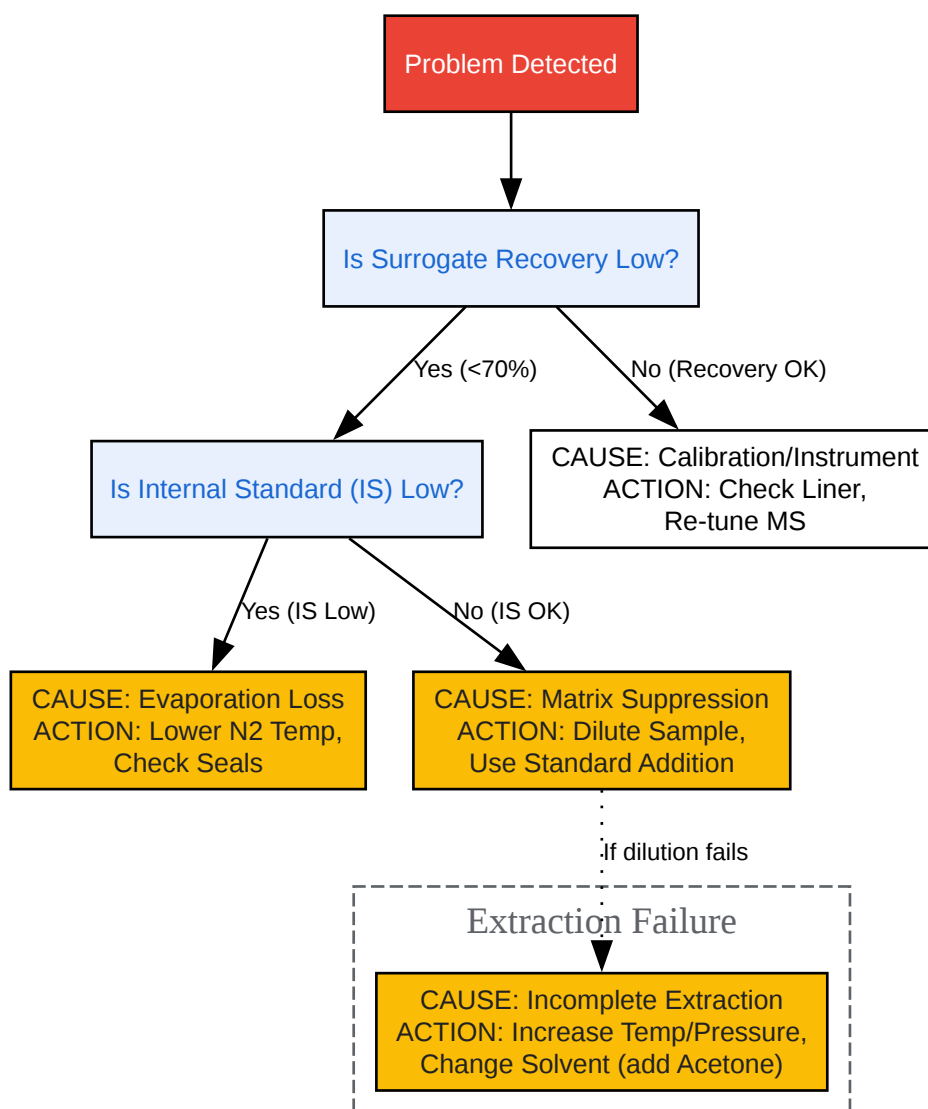 Problem Detected
Is Surrogate Recovery Low?
Yes (<70%)
No (Recovery OK)
Is Internal Standard (IS) Low?
CAUSE: Calibration/Instrument
ACTION: Check Liner,
Re-tune MS
Yes (IS Low)
No (IS OK)
CAUSE: Evaporation Loss
ACTION: Lower N2 Temp,
Check Seals
CAUSE: Matrix Suppression
ACTION: Dilute Sample,
Use Standard Addition
If dilution fails
Extraction Failure
CAUSE: Incomplete Extraction
ACTION: Increase Temp/Pressure,
Change Solvent (add Acetone)